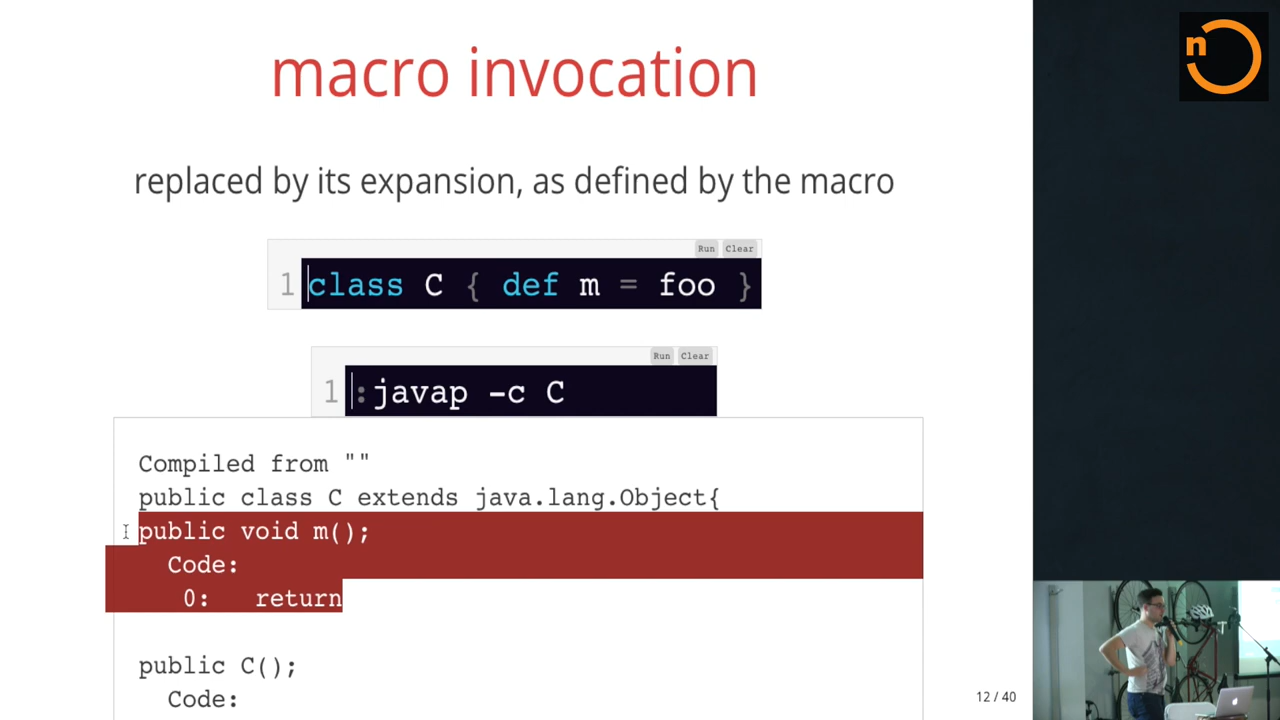 n
macro invocation
replaced by its expansion, as defined by the macro
Run Clear
1 class C { def m = foo }
Run Clear
1 :javap -c C
Compiled from ""
public class C extends java.lang.Object{
public void m();
Code:
0: return
public C();
Code:
12 / 40